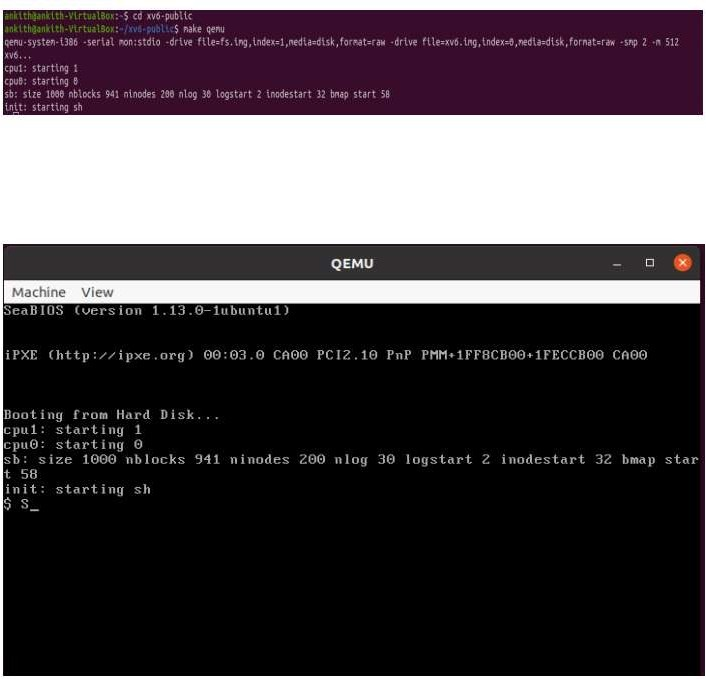 ankith@ankith-VirtualBox:~$ cd xv6-public
ankith@ankith-VirtualBox:~/xv6-public$ make qemu
qemu-system-i386 -serial mon:stdio -drive file=fs.img,index=1,media=disk,format=raw -drive file=xv6.img,index=0,media=disk,format=raw -smp 2 -m 512
xv6...
cpu1: starting 1
cpu0: starting 0
sb: size 1000 nblocks 941 ninodes 200 nlog 30 logstart 2 inodestart 32 bmap start 58
init: starting sh
QEMU
Machine View
SeaBIOS (version 1.13.0-1ubuntu1)
iPXE (http://ipxe.org) 00:03.0 CA00 PCI2.10 PnP PMM+1FF8CB00+1FECCB00 CA00
Booting from Hard Disk...
cpu1: starting 1
cpu0: starting 0
sb: size 1000 nblocks 941 ninodes 200 nlog 30 logstart 2 inodestart 32 bmap star
t 58
init: starting sh
$ S_